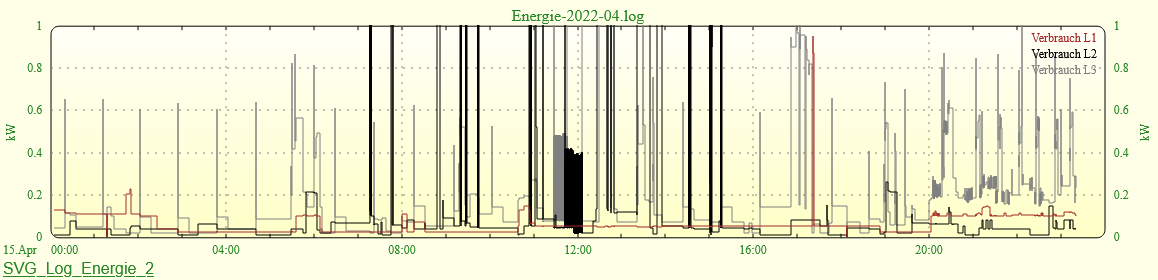 Energie-2022-04.log
1 1
Verbrauch L1
Verbrauch L2
0.8 0.8
Verbrauch L3
0.6 0.6
kW kW
0.4 0.4
0.2 0.2
0 0
15.Apr 00:00 04:00 08:00 12:00 16:00 20:00
SVG_Log_Energie_2